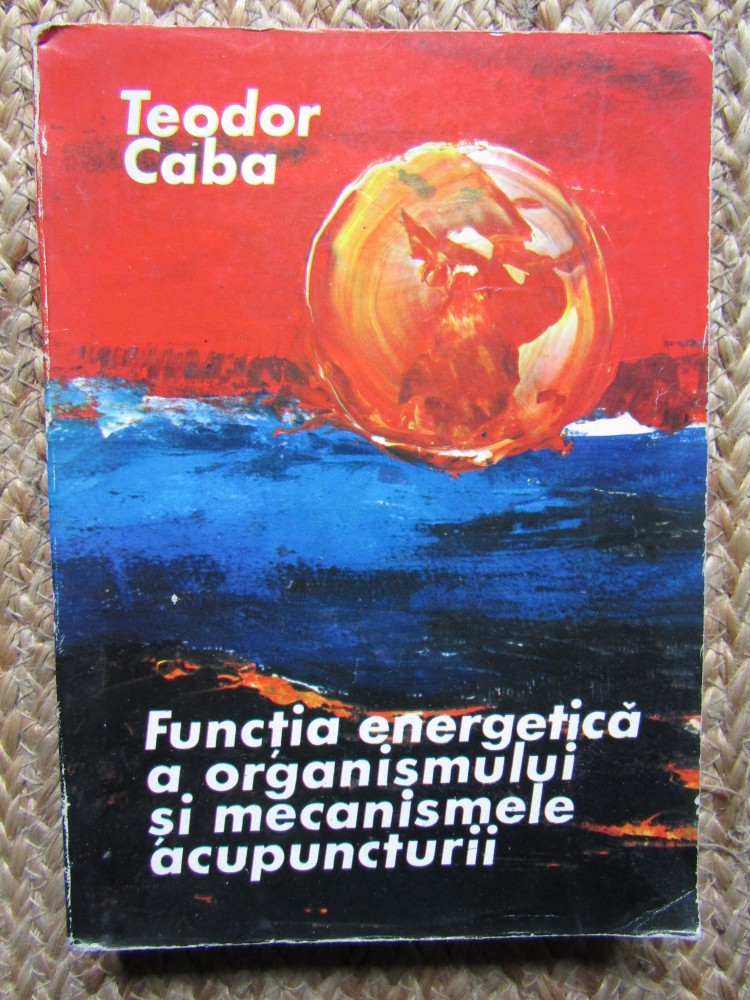 Teodor
Caba
Funcția energetică
a organismului
și mecanismele
acupuncturii